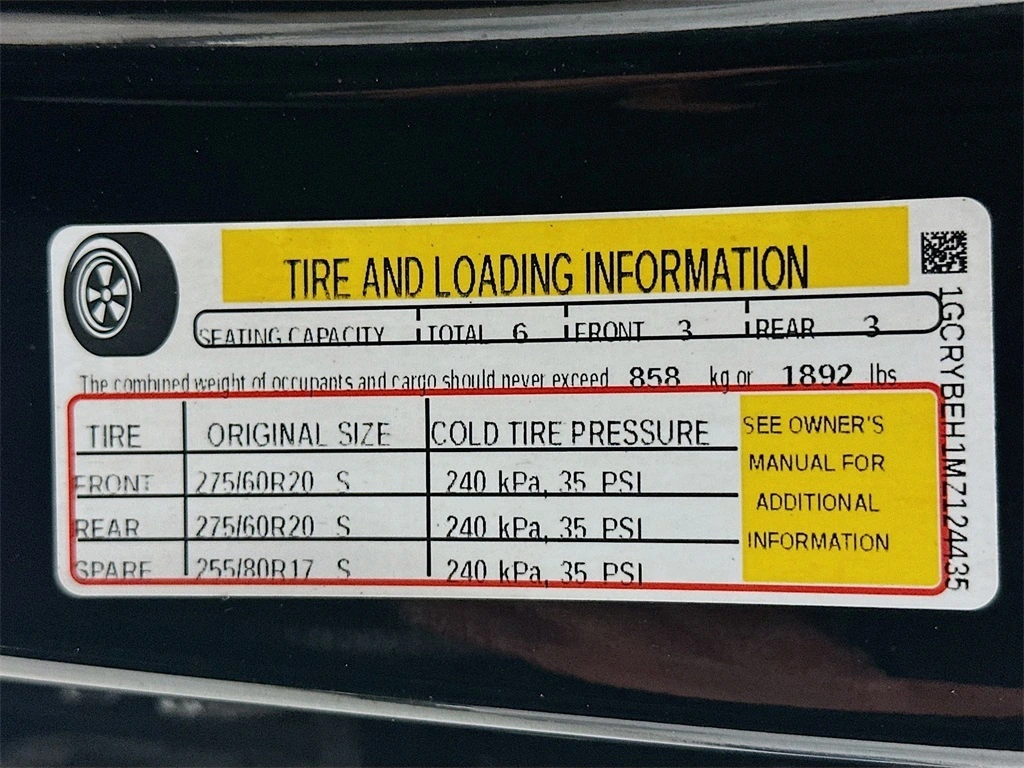 TIRE AND LOADING INFORMATION
SEATING CAPACITY TOTAL 6 FRONT 3 REAR 3
The combined weight of occupants and cargo should never exceed 858 kg or 1892 lbs
TIRE ORIGINAL SIZE COLD TIRE PRESSURE
FRONT 275/60R20 S 240 kPa, 35 PSI
REAR 275/60R20 S 240 kPa, 35 PSI
SPARE 255/80R17 S 240 kPa, 35 PSI
SEE OWNER'S
MANUAL FOR
ADDITIONAL
INFORMATION
1GCRYBEH1MZ124435